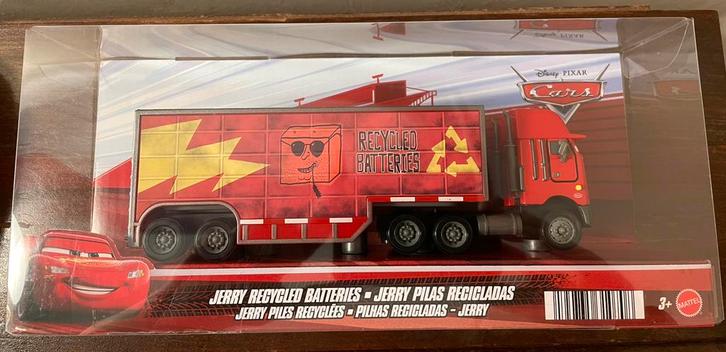 Disney · PIXAR
Cars
RECYCLED
BATTERIES
JERRY RECYCLED BATTERIES ▪ JERRY PILAS RECICLADAS
JERRY PILES RECYCLÉES ▪ PILHAS RECICLADAS - JERRY
3+
MATTEL